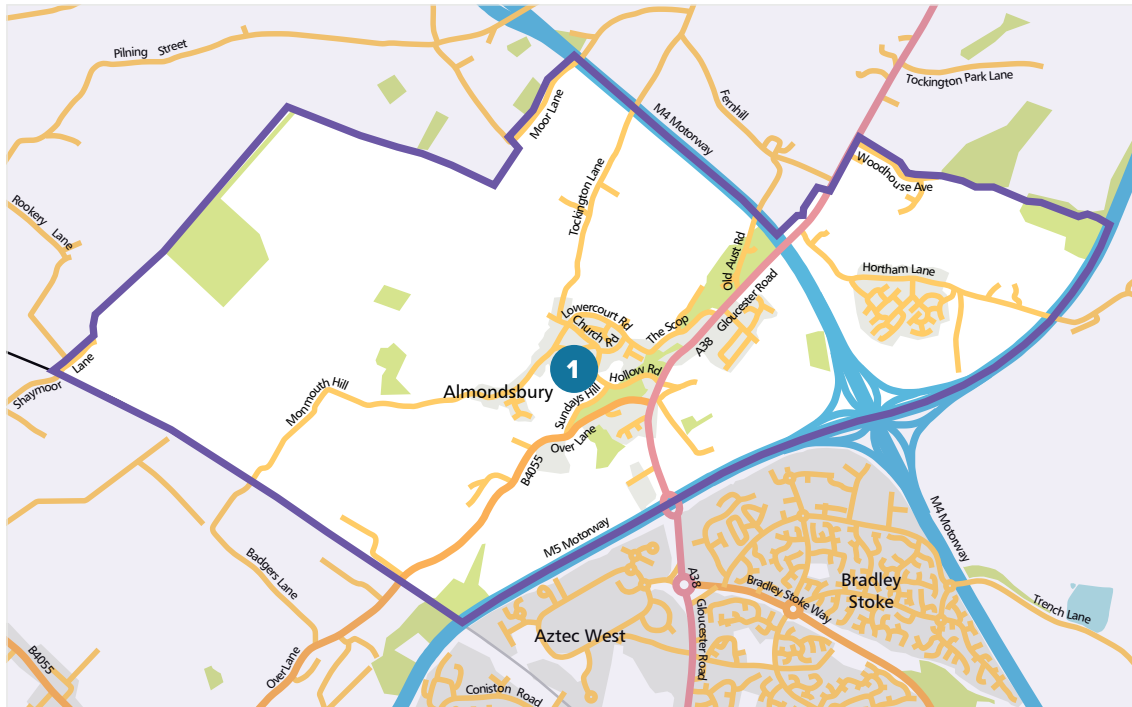 Pilning Street
Tockington Park Lane
Fernhill
M4 Motorway
Moor Lane
Woodhouse Ave
Tockington Lane
Rookery Lane
Old Aust Rd
Hortham Lane
Lowercourt Rd
Church Rd
The Scop
A38 Gloucester Road
1
Hollow Rd
Shaymoor Lane
Monmouth Hill
Almondsbury
Sundays Hill
Over Lane
B4055
M5 Motorway
M4 Motorway
Badgers Lane
A38 Gloucester Road
Bradley Stoke Way
Bradley
Stoke
Trench Lane
Aztec West
B4055
Over Lane
Coniston Road